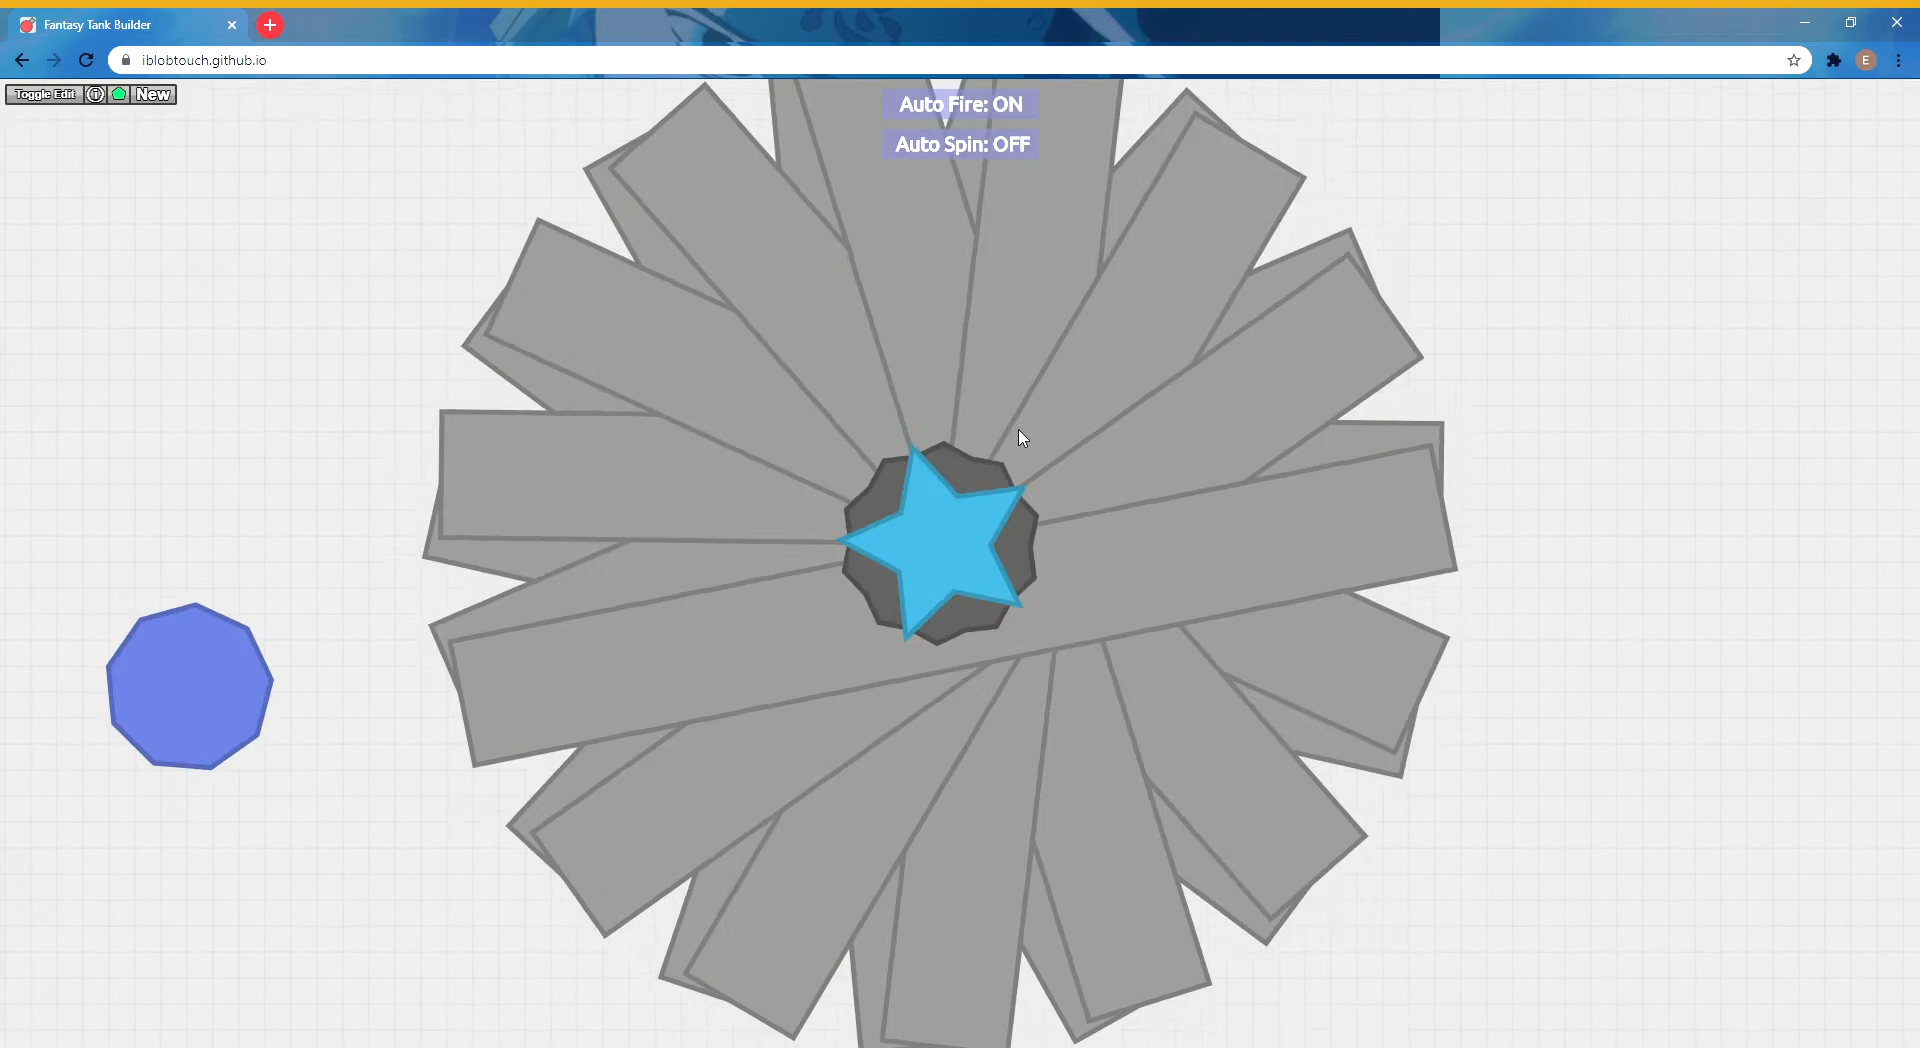 Fantasy Tank Builder
iblobtouch.github.io
E
Toggle Edit
New
Auto Fire: ON
Auto Spin: OFF